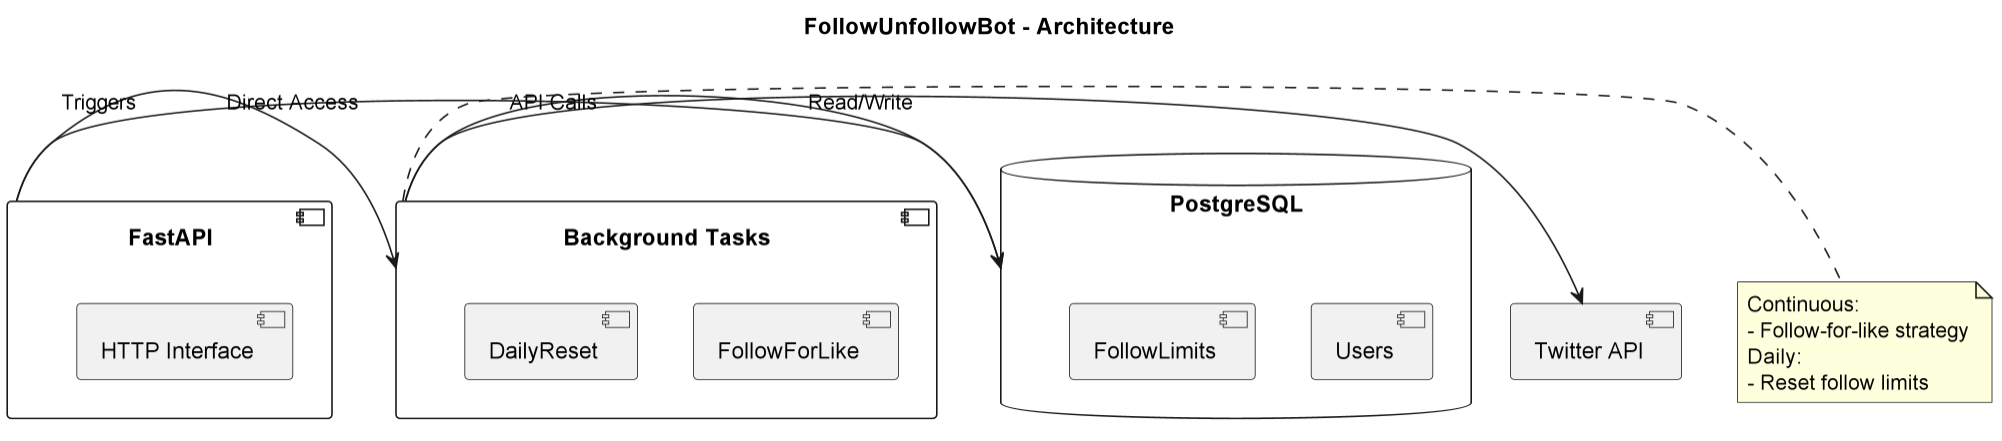 FollowUnfollowBot - Architecture
Triggers
Direct Access
API Calls
Read/Write
FastAPI
HTTP Interface
Background Tasks
DailyReset
FollowForLike
PostgreSQL
FollowLimits
Users
Twitter API
Continuous:
- Follow-for-like strategy
Daily:
- Reset follow limits